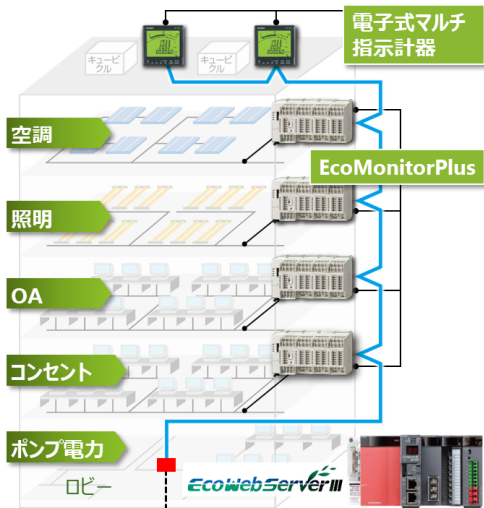 電子式マルチ
指示計器
キュービ
クル
キュービ
クル
空調
EcoMonitorPlus
照明
OA
コンセント
ポンプ電力
ロビー
EcoWebServerⅢ